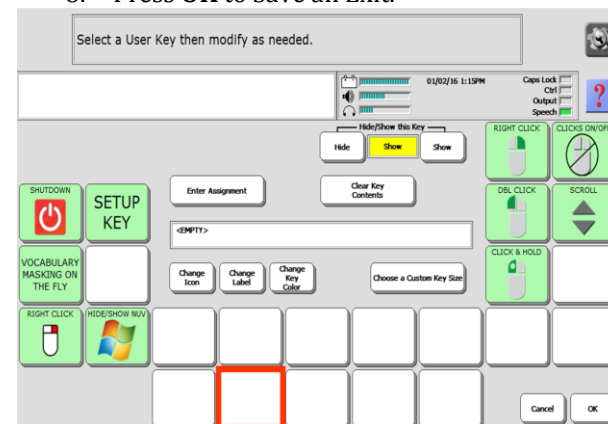 6. Press OK to save an Exit.
Select a User Key then modify as needed.
01/02/16 1:15PM
Caps Lock
Ctrl
Output
Speech
?
Hide/Show this Key
Hide
Show
Show
RIGHT CLICK
CLICKS ON/OFF
SHUTDOWN
SETUP
KEY
Enter Assignment
Clear Key
Contents
DBL CLICK
SCROLL
<EMPTY>
VOCABULARY
MASKING ON
THE FLY
Change
Icon
Change
Label
Change
Key
Color
Choose a Custom Key Size
CLICK & HOLD
RIGHT CLICK
HIDE/SHOW NUV
Cancel
OK